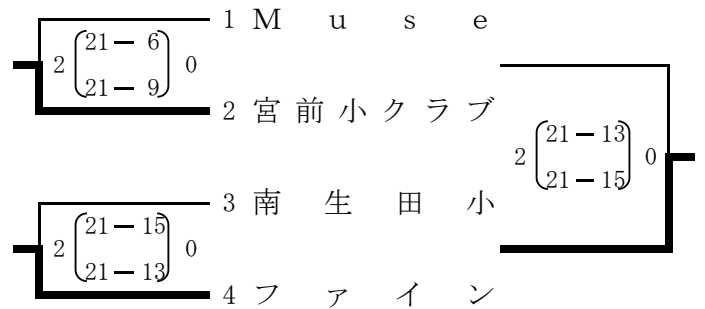 1 Muse
2 (21－6 21－9) 0
2 宮前小クラブ
2 (21－13 21－15) 0
3 南生田小
2 (21－15 21－13) 0
4 ファイン